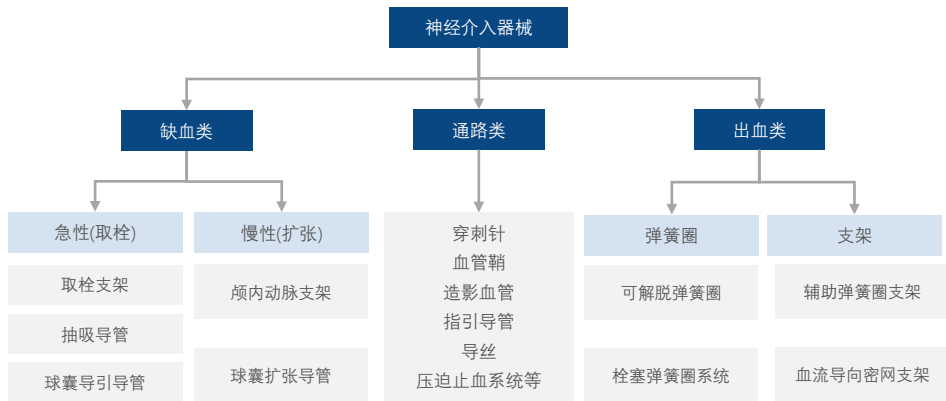 神经介入器械
缺血类
通路类
出血类
急性(取栓)
慢性(扩张)
弹簧圈
支架
取栓支架
抽吸导管
球囊导引导管
颅内动脉支架
球囊扩张导管
穿刺针
血管鞘
造影血管
指引导管
导丝
压迫止血系统等
可解脱弹簧圈
栓塞弹簧圈系统
辅助弹簧圈支架
血流导向密网支架